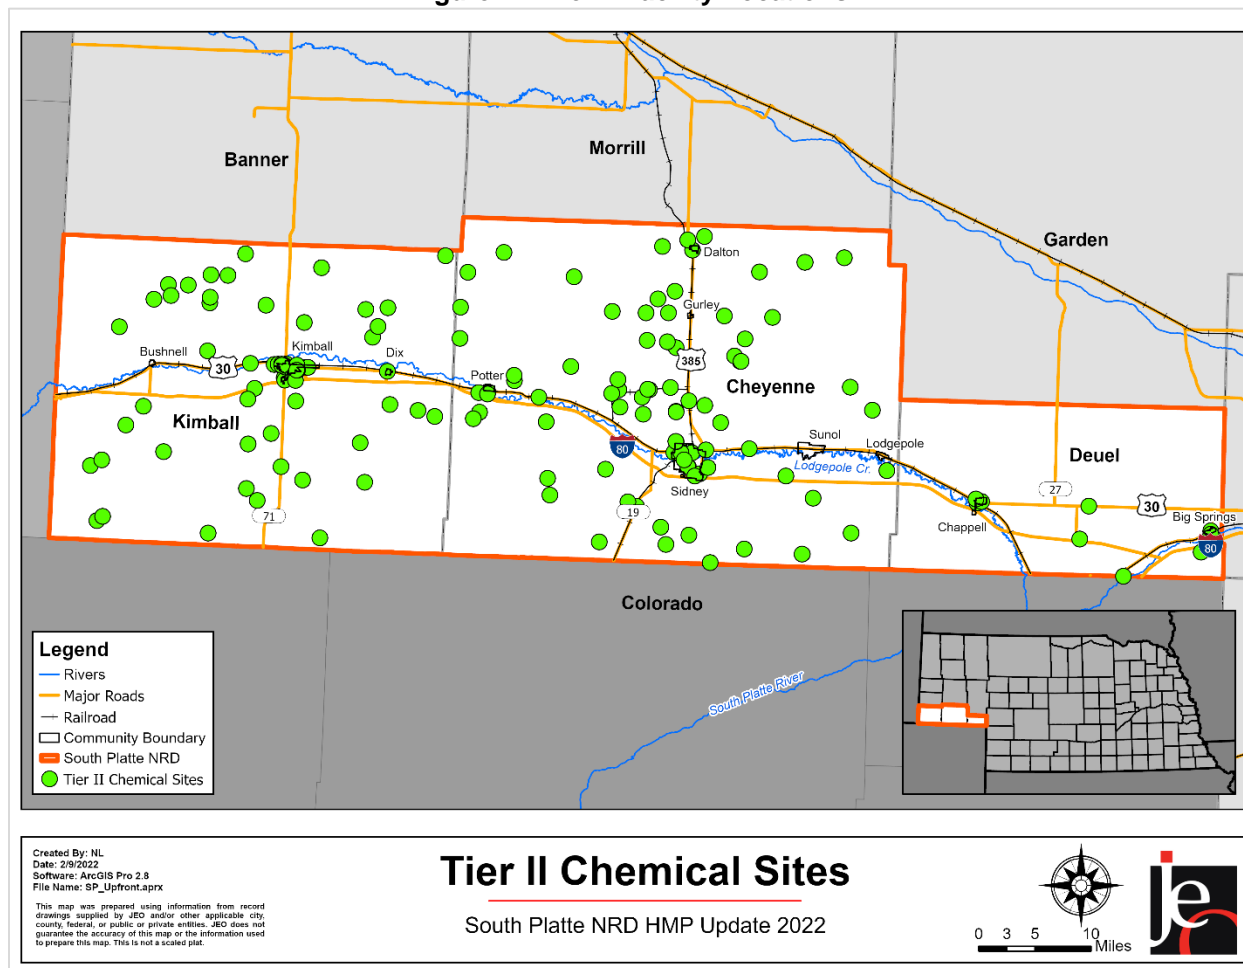 Banner
Morrill
Garden
Dalton
Gurley
385
Bushnell
30
Kimball
Dix
Potter
Cheyenne
Kimball
80
Sunol
Lodgepole
Lodgepole Cr.
Deuel
Sidney
27
30
71
19
Chappell
Big Springs
80
Colorado
South Platte River
Legend
Rivers
Major Roads
Railroad
Community Boundary
South Platte NRD
Tier II Chemical Sites
Created By: NL
Date: 2/9/2022
Software: ArcGIS Pro 2.8
File Name: SP_Upfront.aprx
This map was prepared using information from record
drawings supplied by JEO and/or other applicable city,
county, federal, or public or private entities. JEO does not
guarantee the accuracy of this map or the information used
to prepare this map. This is not a scaled plat.
Tier II Chemical Sites
South Platte NRD HMP Update 2022
0 3 5 10
Miles
jeo